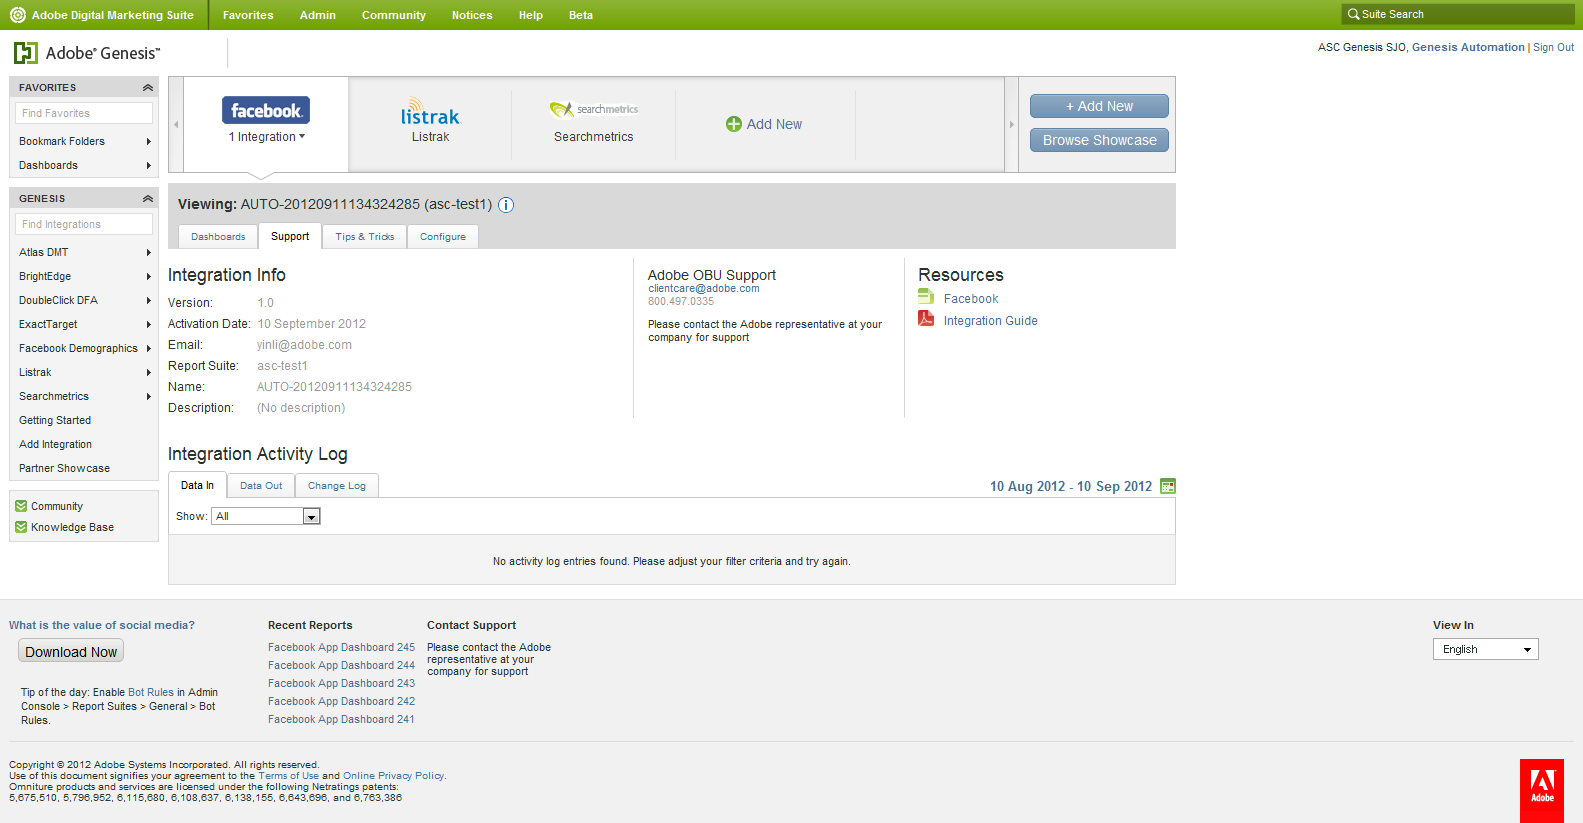 Adobe Digital Marketing Suite
Favorites Admin Community Notices Help Beta
Suite Search
Adobe® Genesis™
ASC Genesis SJO, Genesis Automation | Sign Out
FAVORITES
Find Favorites
Bookmark Folders
Dashboards
GENESIS
Find Integrations
Atlas DMT
BrightEdge
DoubleClick DFA
ExactTarget
Facebook Demographics
Listrak
Searchmetrics
Getting Started
Add Integration
Partner Showcase
Community
Knowledge Base
facebook.
1 Integration
listrak
Listrak
searchmetrics
Searchmetrics
Add New
+ Add New
Browse Showcase
Viewing: AUTO-20120911134324285 (asc-test1) i
Dashboards Support Tips & Tricks Configure
Integration Info
Version: 1.0
Activation Date: 10 September 2012
Email: yinli@adobe.com
Report Suite: asc-test1
Name: AUTO-20120911134324285
Description: (No description)
Adobe OBU Support
clientcare@adobe.com
800.497.0335
Please contact the Adobe representative at your
company for support
Resources
Facebook
Integration Guide
Integration Activity Log
Data In Data Out Change Log
10 Aug 2012 - 10 Sep 2012
Show: All
No activity log entries found. Please adjust your filter criteria and try again.
What is the value of social media?
Download Now
Tip of the day: Enable Bot Rules in Admin
Console > Report Suites > General > Bot
Rules.
Recent Reports
Facebook App Dashboard 245
Facebook App Dashboard 244
Facebook App Dashboard 243
Facebook App Dashboard 242
Facebook App Dashboard 241
Contact Support
Please contact the Adobe
representative at your
company for support
View In
English
Copyright © 2012 Adobe Systems Incorporated. All rights reserved.
Use of this document signifies your agreement to the Terms of Use and Online Privacy Policy.
Omniture products and services are licensed under the following Netratings patents:
5,675,510, 5,796,952, 6,115,680, 6,108,637, 6,138,155, 6,643,696, and 6,763,386
Adobe